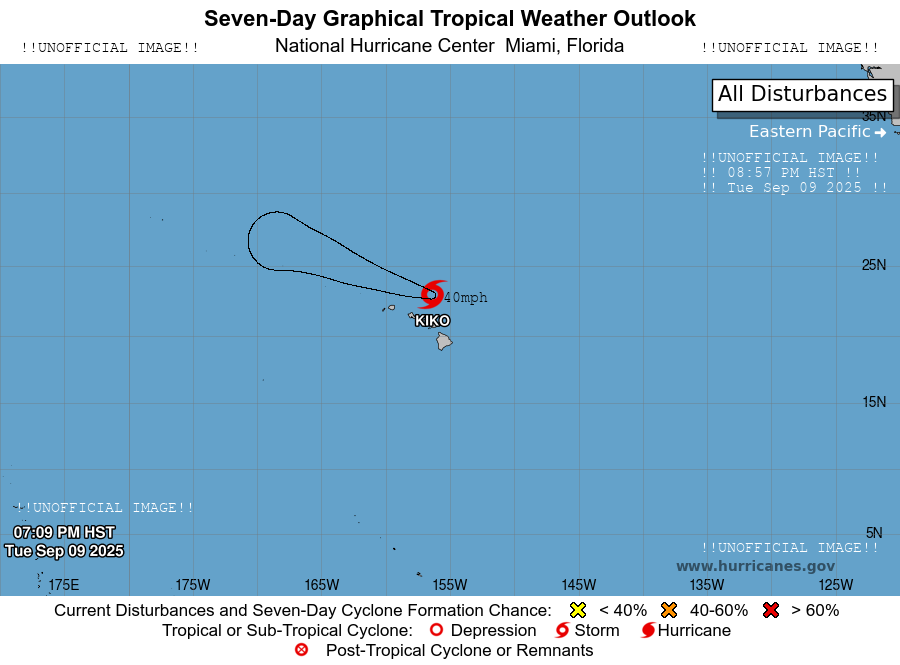 Seven-Day Graphical Tropical Weather Outlook
!!UNOFFICIAL IMAGE!! National Hurricane Center Miami, Florida !!UNOFFICIAL IMAGE!!
All Disturbances
35N
Eastern Pacific
!!UNOFFICIAL IMAGE!!
!! 08:57 PM HST !!
!! Tue Sep 09 2025 !!
25N
40mph
KIKO
15N
!!UNOFFICIAL IMAGE!!
07:09 PM HST
5N
Tue Sep 09 2025
!!UNOFFICIAL IMAGE!!
www.hurricanes.gov
175E 175W 165W 155W 145W 135W 125W
Current Disturbances and Seven-Day Cyclone Formation Chance: < 40% 40-60% > 60%
Tropical or Sub-Tropical Cyclone: Depression Storm Hurricane
Post-Tropical Cyclone or Remnants